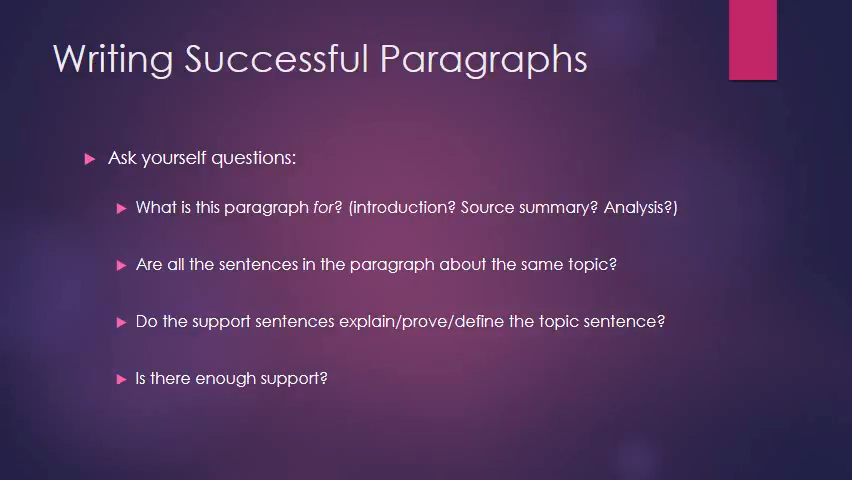 Writing Successful Paragraphs
Ask yourself questions:
What is this paragraph for? (introduction? Source summary? Analysis?)
Are all the sentences in the paragraph about the same topic?
Do the support sentences explain/prove/define the topic sentence?
Is there enough support?